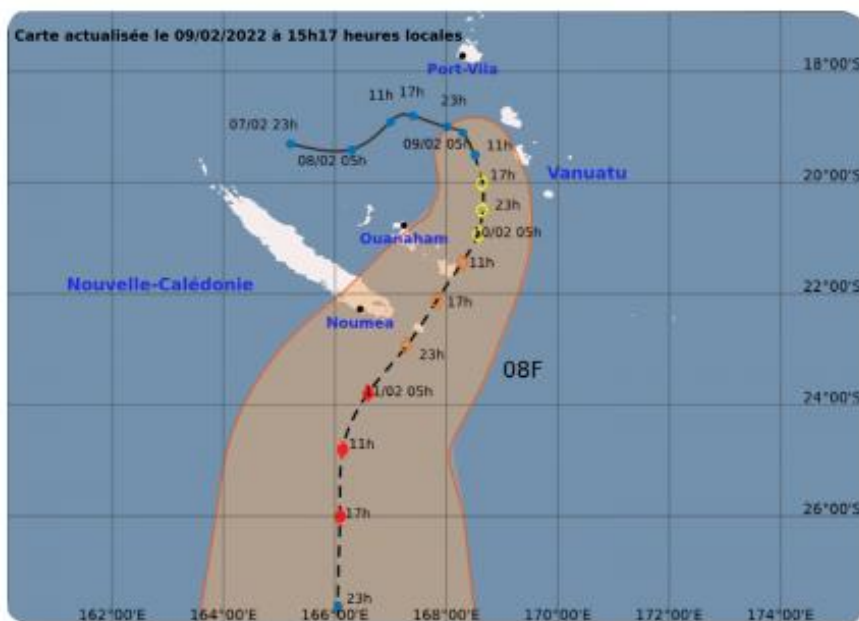 Carte actualisée le 09/02/2022 à 15h17 heures locales
Port-Vila
18°00'S
11h 17h 23h
07/02 23h
08/02 05h
09/02 05h
11h
Vanuatu
17h
20°00'S
23h
10/02 05h
Ouanaham
11h
Nouvelle-Calédonie
17h
22°00'S
Noumea
23h
08F
11/02 05h
24°00'S
11h
17h
26°00'S
23h
162°00'E 164°00'E 166°00'E 168°00'E 170°00'E 172°00'E 174°00'E